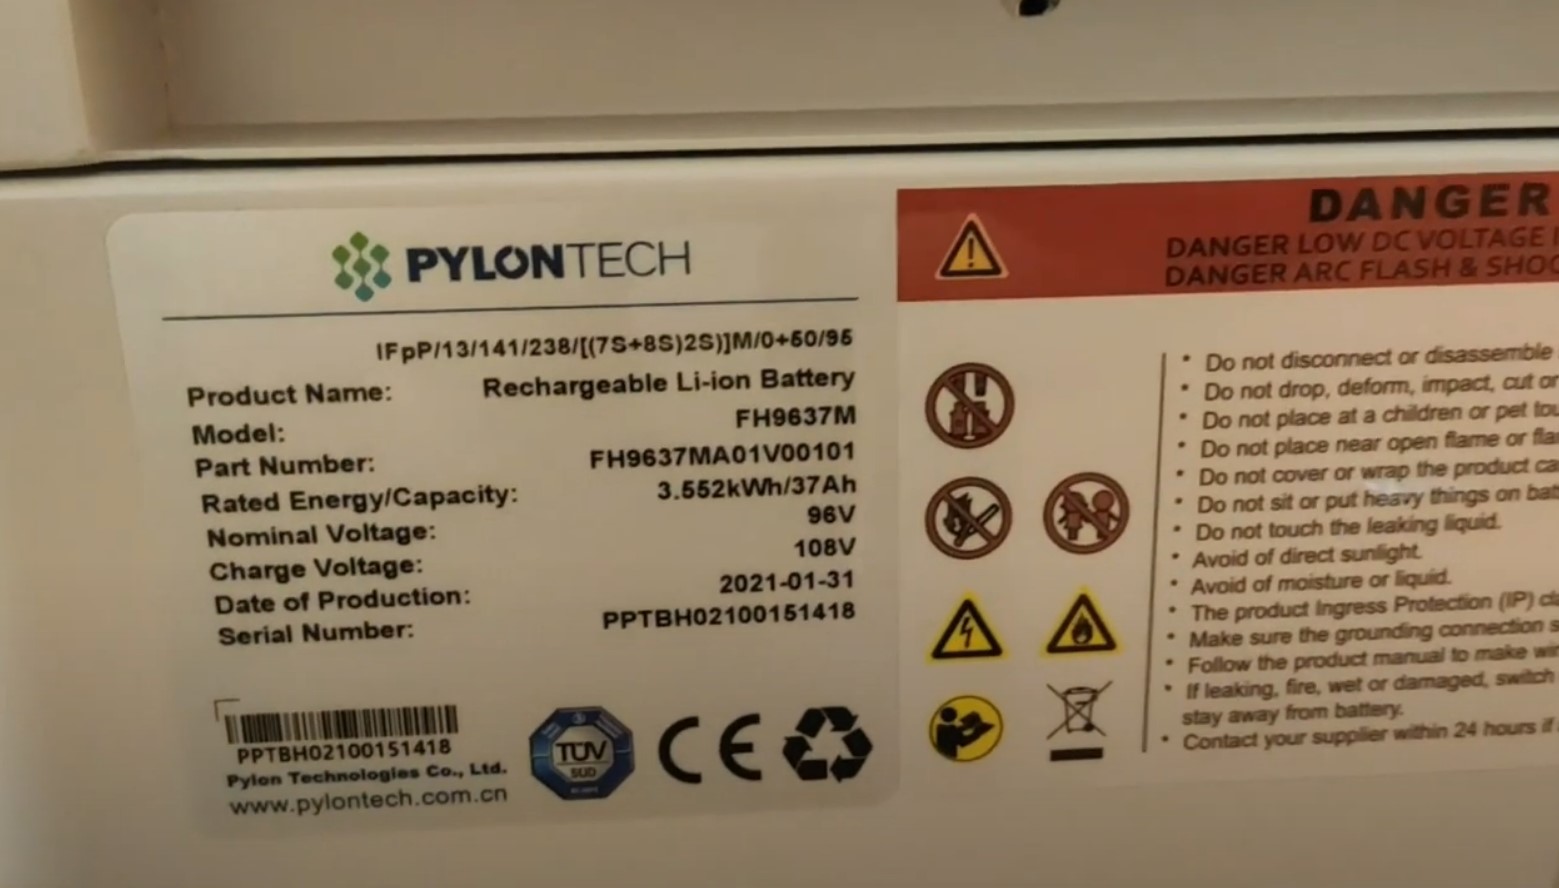 PYLONTECH
IFpP/13/141/238/[(7S+8S)2S)]M/0+50/95
Product Name: Rechargeable Li-ion Battery
Model: FH9637M
Part Number: FH9637MA01V00101
Rated Energy/Capacity: 3.552kWh/37Ah
Nominal Voltage: 96V
Charge Voltage: 108V
Date of Production: 2021-01-31
Serial Number: PPTBH02100151418
PPTBH02100151418
Pylon Technologies Co., Ltd.
www.pylontech.com.cn
TÜV
SÜD
CE
DANGER
DANGER LOW DC VOLTAGE
DANGER ARC FLASH &
• Do not disconnect or disassemble
• Do not drop, deform, impact, cut or
• Do not place at a children or pet
• Do not place near open flame or
• Do not cover or wrap the product
• Do not sit or put heavy things on
• Do not touch the leaking liquid.
• Avoid of direct sunlight.
• Avoid of moisture or liquid.
• The product Ingress Protection (IP)
• Make sure the grounding connection
• Follow the product manual to make
• If leaking, fire, wet or damaged, switch
stay away from battery.
• Contact your supplier within 24 hours if